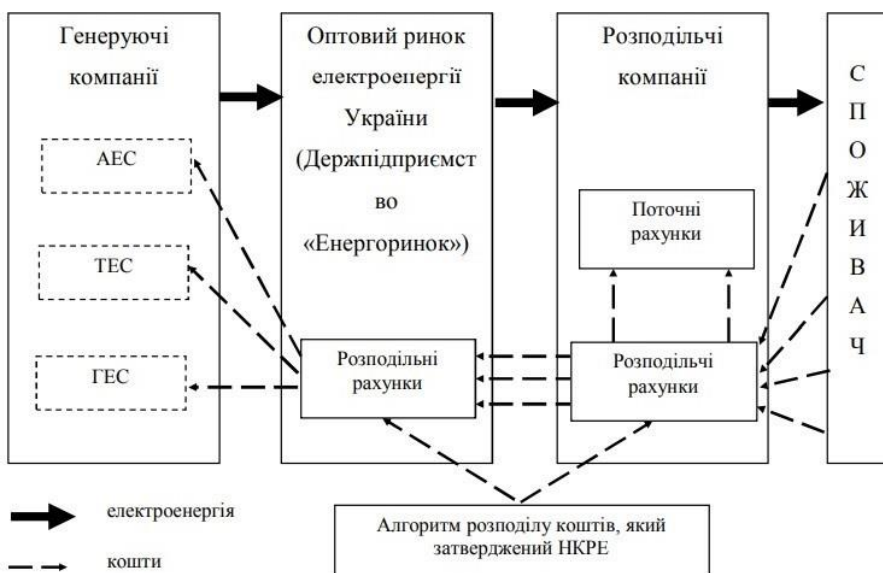 Генеруючі
компанії
АЕС
ТЕС
ГЕС
Оптовий ринок
електроенергії
України
(Держпідприємст
во
«Енергоринок»)
Розподільні
рахунки
Розподільчі
компанії
Поточні
рахунки
Розподільчі
рахунки
С
П
О
Ж
И
В
А
Ч
електроенергія
кошти
Алгоритм розподілу коштів, який
затверджений НКРЕ